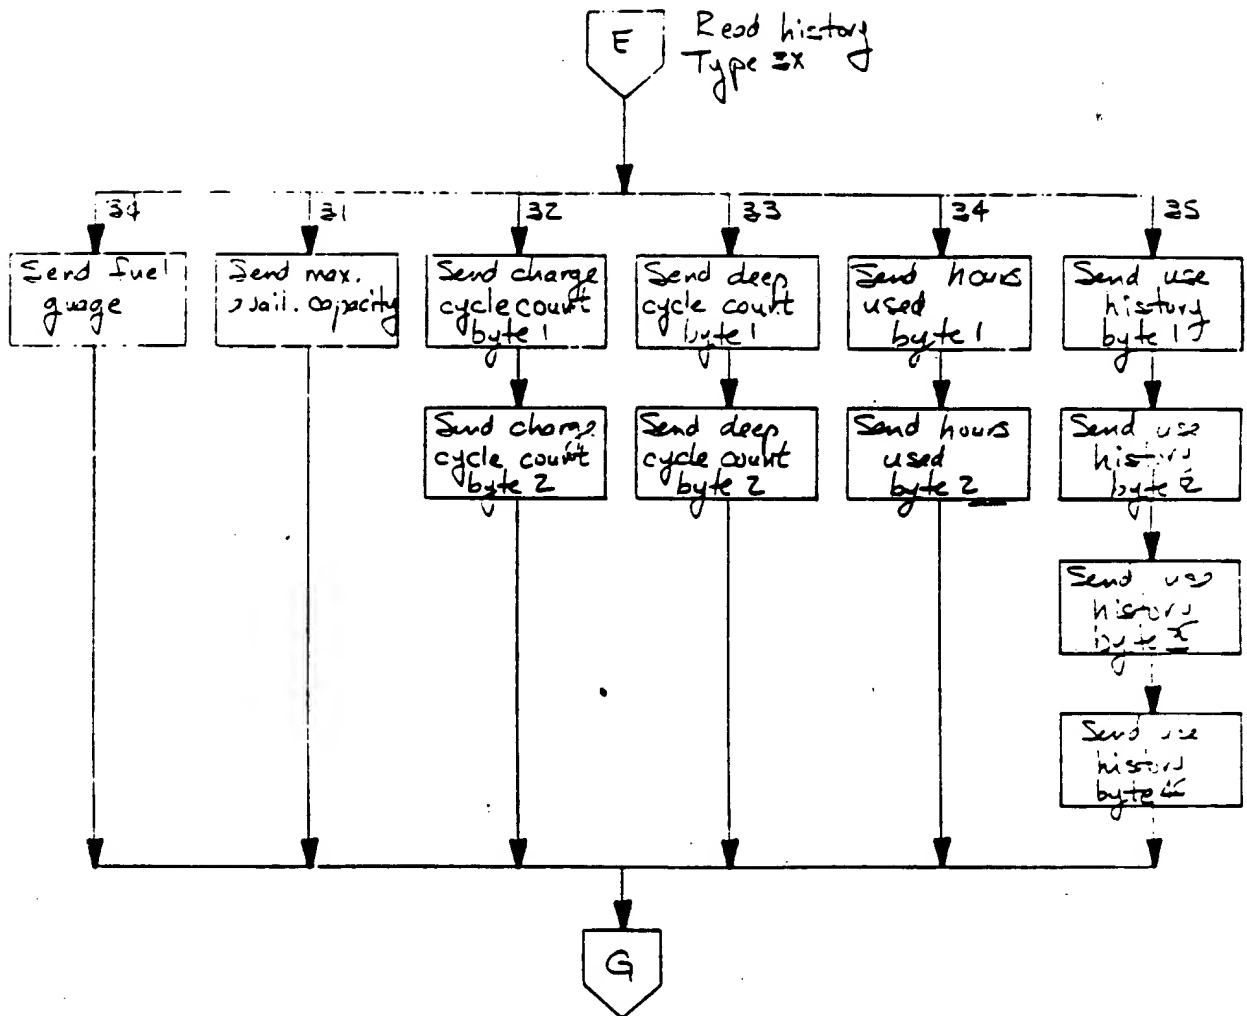 E
Read history
Type 3X
30
31
32
33
34
35
Send fuel
guage
Send max.
avail. capacity
Send charge
cycle count
byte 1
Send deep
cycle count
byte 1
Send hours
used
byte 1
Send use
history
byte 1
Send charge
cycle count
byte 2
Send deep
cycle count
byte 2
Send hours
used
byte 2
Send use
history
byte 2
Send use
history
byte 3
Send use
history
byte 4
G